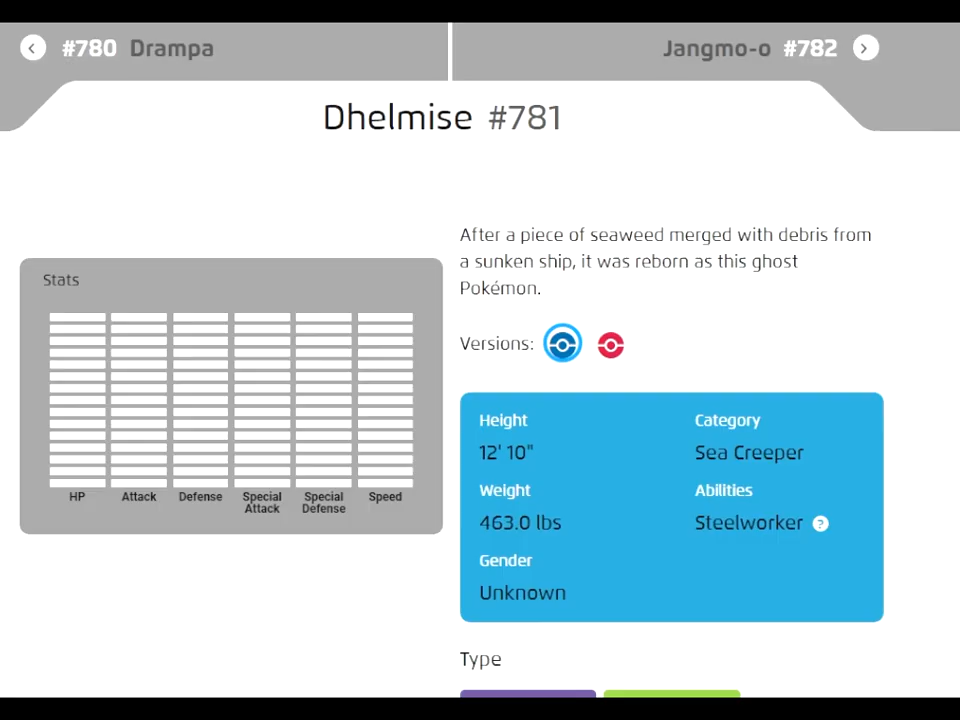 #780 Drampa
Jangmo-o #782
Dhelmise #781
After a piece of seaweed merged with debris from
a sunken ship, it was reborn as this ghost
Pokémon.
Versions:
Stats
HP
Attack
Defense
Special
Attack
Special
Defense
Speed
Height
12' 10"
Weight
463.0 lbs
Gender
Unknown
Category
Sea Creeper
Abilities
Steelworker ?
Type